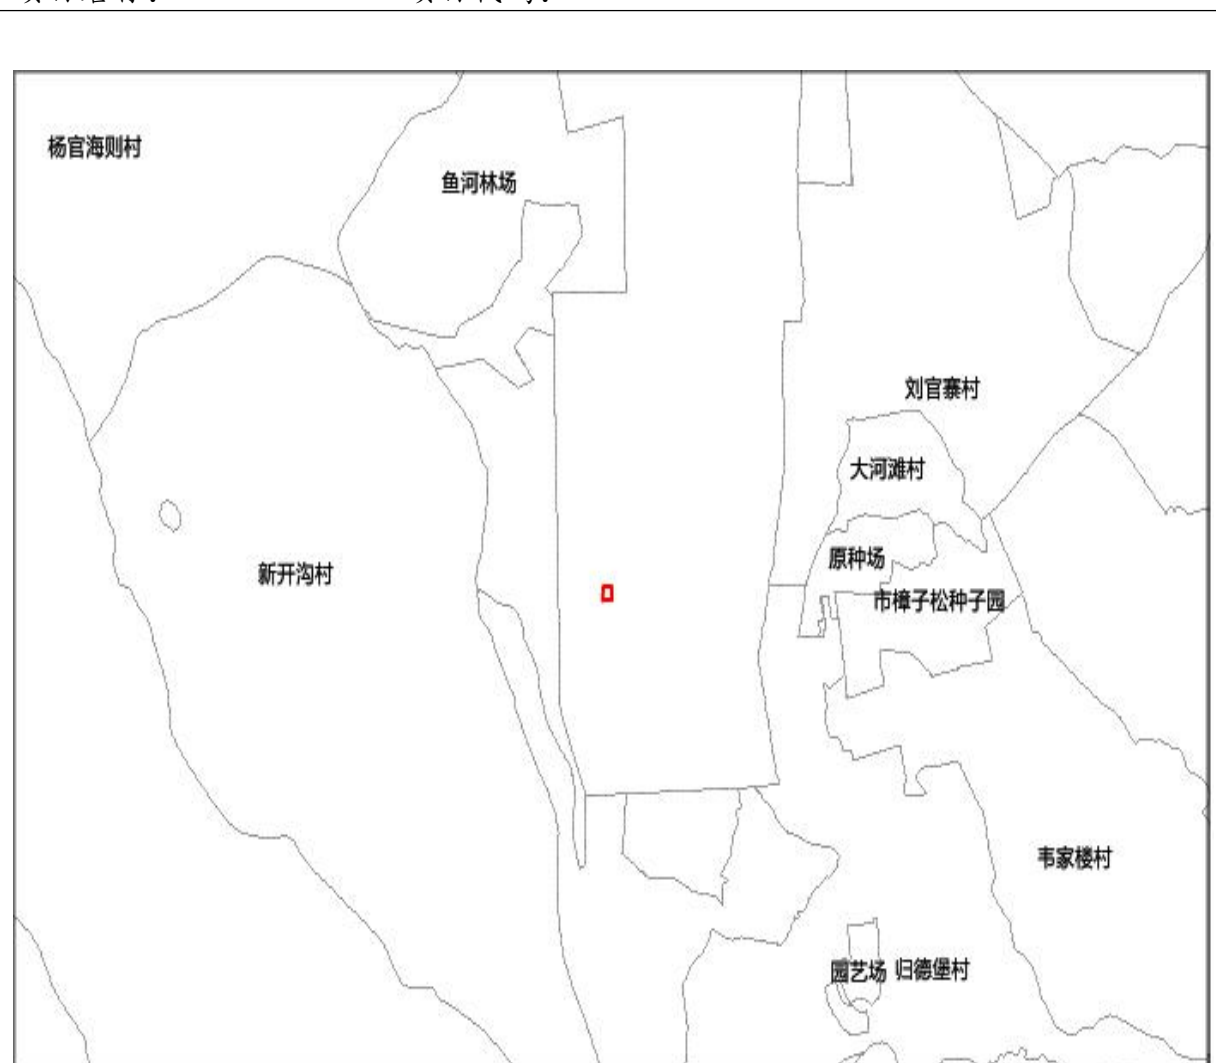 杨官海则村
鱼河林场
刘官寨村
大河滩村
原种场
新开沟村
市樟子松种子园
韦家楼村
园艺场 归德堡村